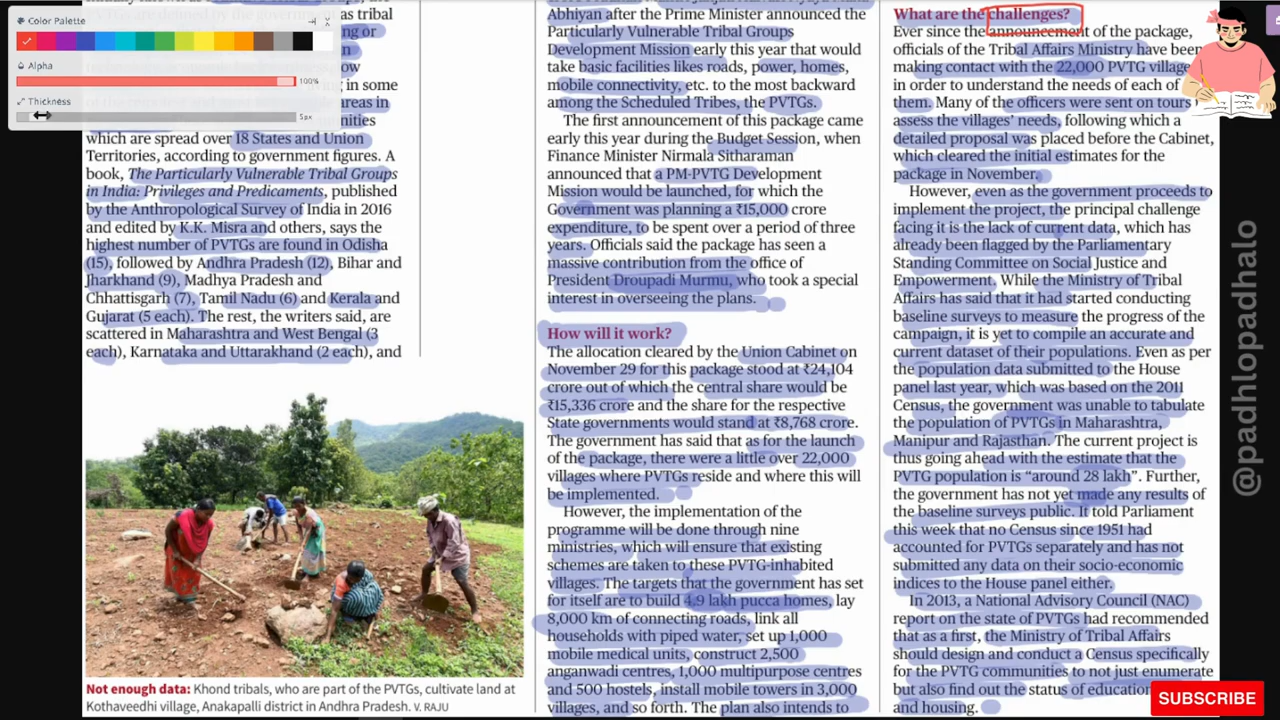 Color Palette
Alpha
100%
Thickness
5px
as tribal
ing or
in some
areas in
which are spread over 18 States and Union
Territories, according to government figures. A
book, The Particularly Vulnerable Tribal Groups
in India: Privileges and Predicaments, published
by the Anthropological Survey of India in 2016
and edited by K.K. Misra and others, says the
highest number of PVTGs are found in Odisha
(15), followed by Andhra Pradesh (12), Bihar and
Jharkhand (9), Madhya Pradesh and
Chhattisgarh (7), Tamil Nadu (6) and Kerala and
Gujarat (5 each). The rest, the writers said, are
scattered in Maharashtra and West Bengal (3
each), Karnataka and Uttarakhand (2 each), and
Not enough data: Khond tribals, who are part of the PVTGs, cultivate land at
Kothaveedhi village, Anakapalli district in Andhra Pradesh. V. RAJU
Abhiyan after the Prime Minister announced the
Particularly Vulnerable Tribal Groups
Development Mission early this year that would
take basic facilities like roads, power, homes,
mobile connectivity, etc. to the most backward
among the Scheduled Tribes, the PVTGs.
The first announcement of this package came
early this year during the Budget Session, when
Finance Minister Nirmala Sitharaman
announced that a PM-PVTG Development
Mission would be launched, for which the
Government was planning a ₹15,000 crore
expenditure, to be spent over a period of three
years. Officials said the package has seen a
massive contribution from the office of
President Droupadi Murmu, who took a special
interest in overseeing the plans.
How will it work?
The allocation cleared by the Union Cabinet on
November 29 for this package stood at ₹24,104
crore out of which the central share would be
₹15,336 crore and the share for the respective
State governments would stand at ₹8,768 crore.
The government has said that as for the launch
of the package, there were a little over 22,000
villages where PVTGs reside and where this will
be implemented.
However, the implementation of the
programme will be done through nine
ministries, which will ensure that existing
schemes are taken to these PVTG-inhabited
villages. The targets that the government has set
for itself are to build 4.9 lakh pucca homes, lay
8,000 km of connecting roads, link all
households with piped water, set up 1,000
mobile medical units, construct 2,500
anganwadi centres, 1,000 multipurpose centres
and 500 hostels, install mobile towers in 3,000
villages, and so forth. The plan also intends to
What are the challenges?
Ever since the announcement of the package,
officials of the Tribal Affairs Ministry have been
making contact with the 22,000 PVTG village
in order to understand the needs of each of
them. Many of the officers were sent on tours
assess the villages' needs, following which a
detailed proposal was placed before the Cabinet,
which cleared the initial estimates for the
package in November.
However, even as the government proceeds to
implement the project, the principal challenge
facing it is the lack of current data, which has
already been flagged by the Parliamentary
Standing Committee on Social Justice and
Empowerment. While the Ministry of Tribal
Affairs has said that it had started conducting
baseline surveys to measure the progress of the
campaign, it is yet to compile an accurate and
current dataset of their populations. Even as per
the population data submitted to the House
panel last year, which was based on the 2011
Census, the government was unable to tabulate
the population of PVTGs in Maharashtra,
Manipur and Rajasthan. The current project is
thus going ahead with the estimate that the
PVTG population is “around 28 lakh”. Further,
the government has not yet made any results of
the baseline surveys public. It told Parliament
this week that no Census since 1951 had
accounted for PVTGs separately and has not
submitted any data on their socio-economic
indices to the House panel either.
In 2013, a National Advisory Council (NAC)
report on the state of PVTGs had recommended
that as a first, the Ministry of Tribal Affairs
should design and conduct a Census specifically
for the PVTG communities to not just enumerate
but also find out the status of education
and housing.
@padhlopadhalo
SUBSCRIBE